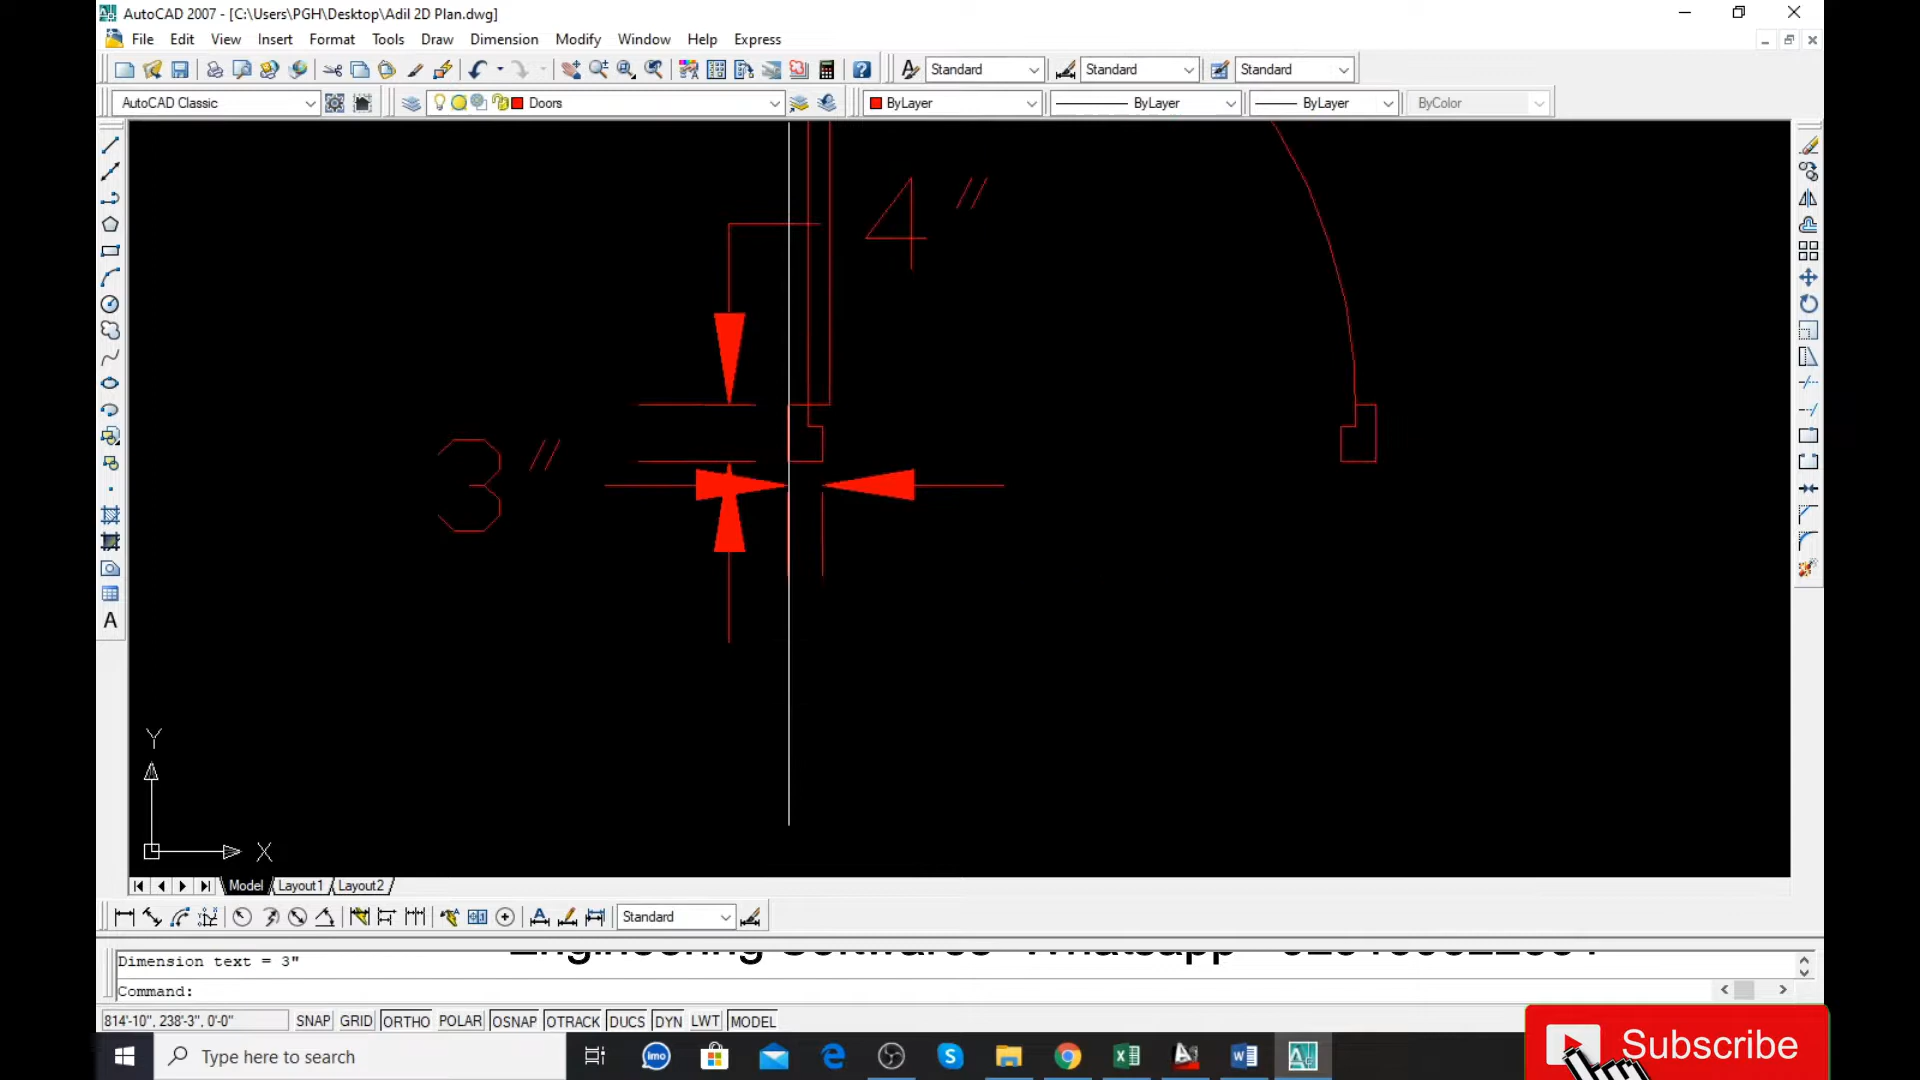 AutoCAD 2007 - [C:\Users\PGH\Desktop\Adil 2D Plan.dwg]
File Edit View Insert Format Tools Draw Dimension Modify Window Help Express
Standard Standard Standard
AutoCAD Classic Doors ByLayer ByLayer ByLayer ByColor
4"
3"
Y
X
Model Layout1 Layout2
Standard
Dimension text = 3"
Command:
814'-10", 238'-3", 0'-0" SNAP GRID ORTHO POLAR OSNAP OTRACK DUCS DYN LWT MODEL
Type here to search
imo
Subscribe